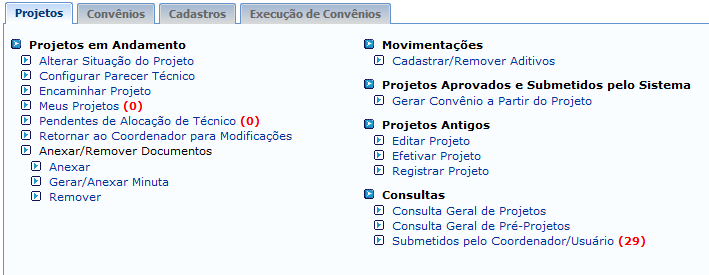 Projetos Convênios Cadastros Execução de Convênios
Projetos em Andamento
Alterar Situação do Projeto
Configurar Parecer Técnico
Encaminhar Projeto
Meus Projetos (0)
Pendentes de Alocação de Técnico (0)
Retornar ao Coordenador para Modificações
Anexar/Remover Documentos
Anexar
Gerar/Anexar Minuta
Remover
Movimentações
Cadastrar/Remover Aditivos
Projetos Aprovados e Submetidos pelo Sistema
Gerar Convênio a Partir do Projeto
Projetos Antigos
Editar Projeto
Efetivar Projeto
Registrar Projeto
Consultas
Consulta Geral de Projetos
Consulta Geral de Pré-Projetos
Submetidos pelo Coordenador/Usuário (29)